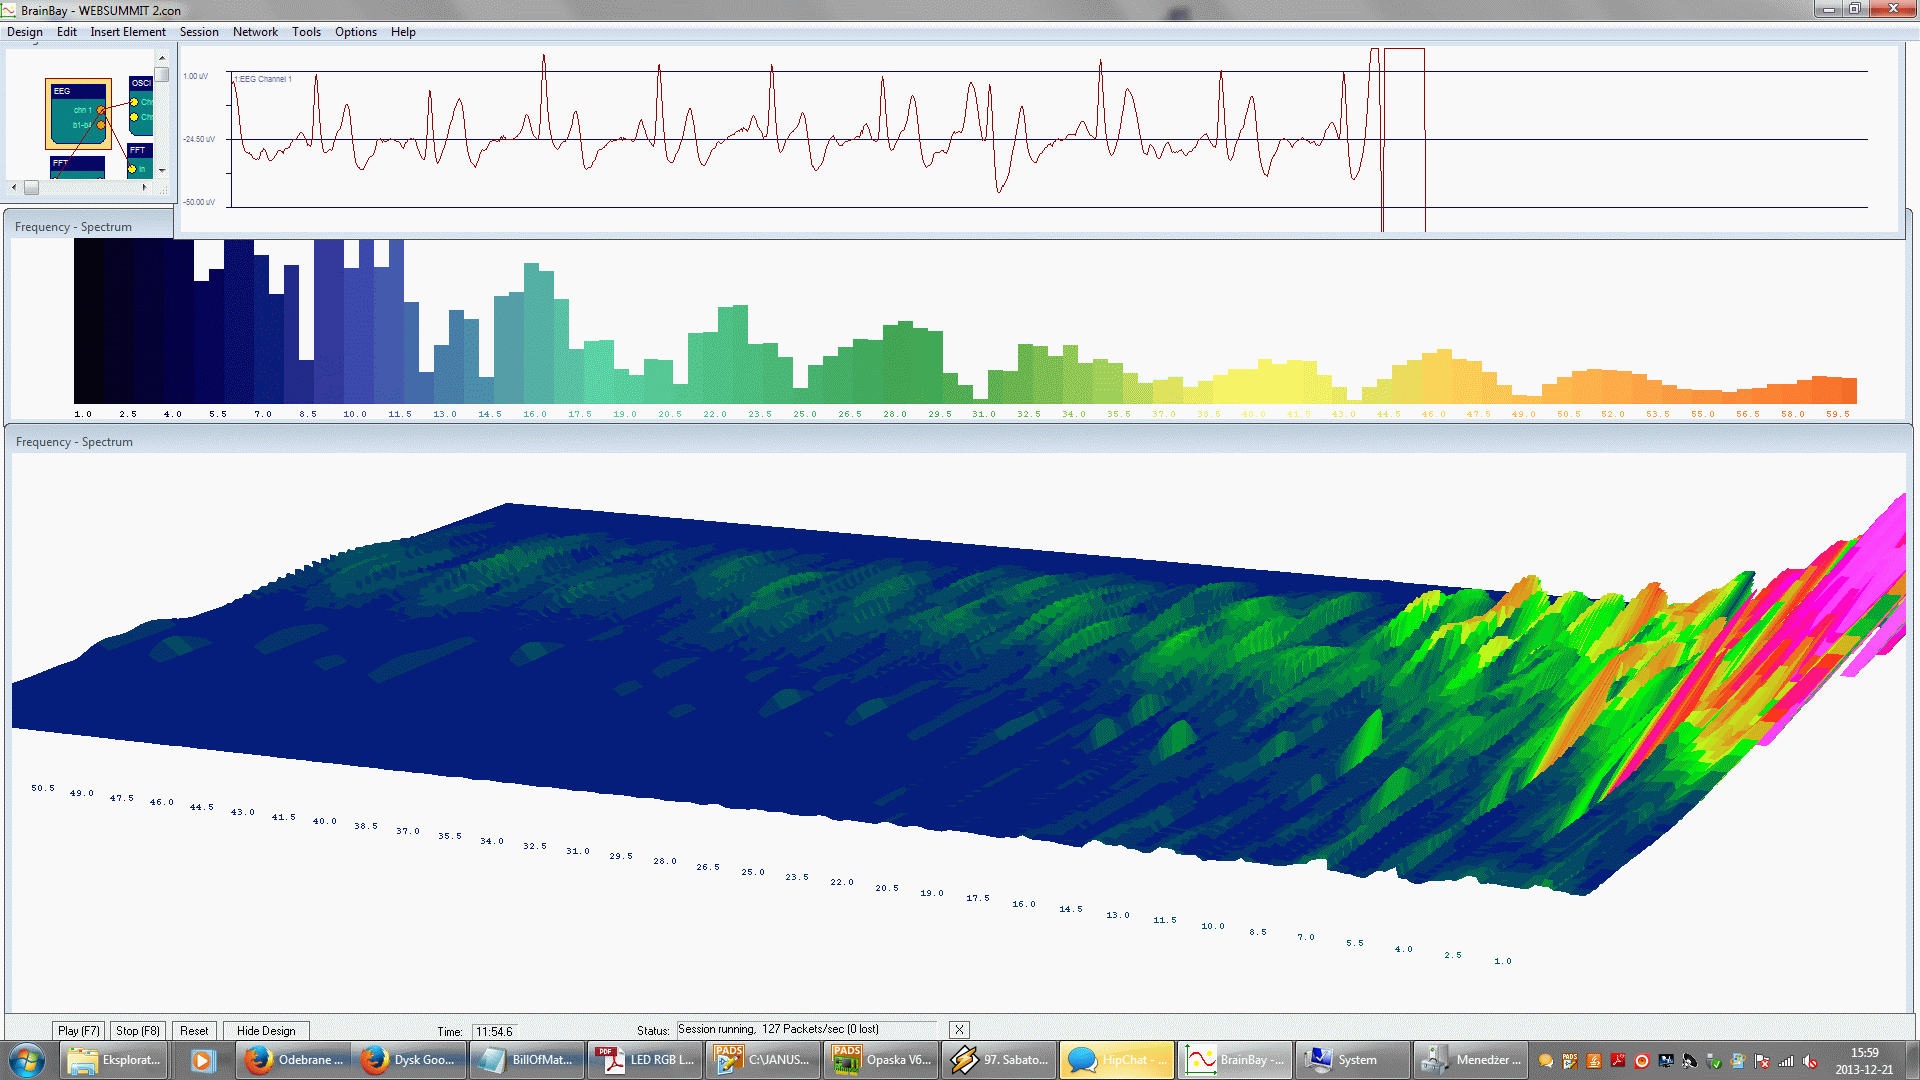 BrainBay - WEBSUMMIT 2.con
Design Edit Insert Element Session Network Tools Options Help
EEG
chn 1
OSCI
FFT
FFT
In
1.00 uV
1:EEG Channel 1
-24.50 uV
-50.00 uV
Frequency - Spectrum
1.0 2.5 4.0 5.5 7.0 8.5 10.0 11.5 13.0 14.5 16.0 17.5 19.0 20.5 22.0 23.5 25.0 26.5 28.0 29.5 31.0 32.5 34.0 35.5 37.0 38.5 40.0 41.5 43.0 44.5 46.0 47.5 49.0 50.5 52.0 53.5 55.0 56.5 58.0 59.5
Frequency - Spectrum
50.5 49.0 47.5 46.0 44.5 43.0 41.5 40.0 38.5 37.0 35.5 34.0 32.5 31.0 29.5 28.0 26.5 25.0 23.5 22.0 20.5 19.0 17.5 16.0 14.5 13.0 11.5 10.0 8.5 7.0 5.5 4.0 2.5 1.0
Play (F7) Stop (F8) Reset Hide Design Time: 11:54.6 Status: Session running, 127 Packets/sec (0 lost) X
Eksplorat... Odebrane ... Dysk Goo... BillOfMat... LED RGB L... C:\JANUS... Opaska V6... 97. Sabato... HipChat - ... BrainBay -... System Menedżer ... 15:59
2013-12-21